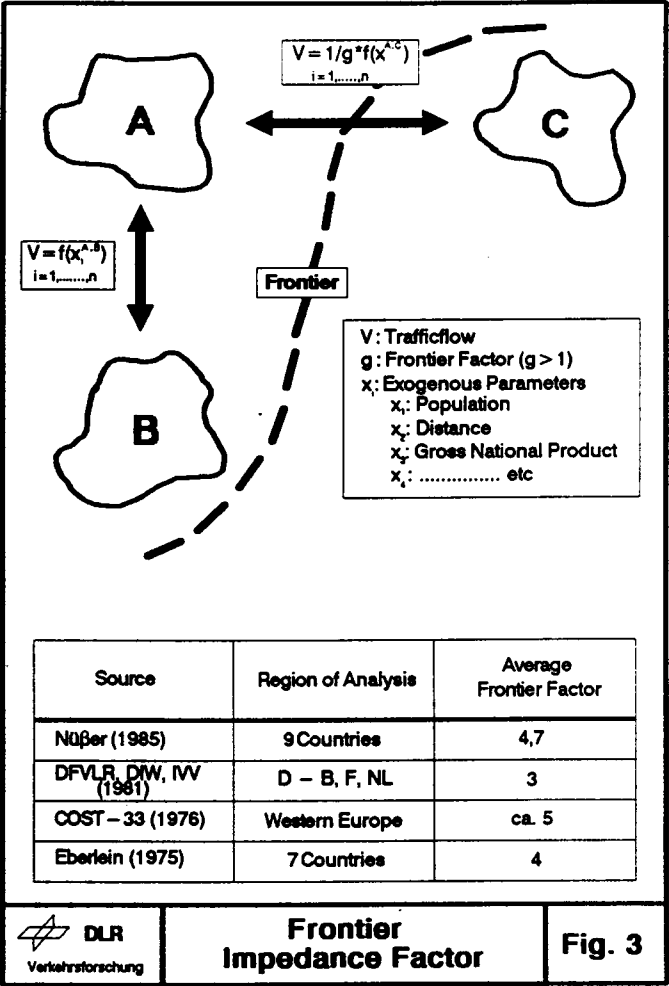 V = 1/g*f(x^A-C)
i = 1,.....,n
A
C
V = f(x_i^A-B)
i = 1,.......,n
Frontier
B
V : Trafficflow
g : Frontier Factor (g > 1)
x_i: Exogenous Parameters
x_1: Population
x_2: Distance
x_3: Gross National Product
x_4: ............... etc
Source
Region of Analysis
Average
Frontier Factor
Nüßer (1985)
9 Countries
4,7
DFVLR, DIW, IVV
(1981)
D – B, F, NL
3
COST – 33 (1976)
Western Europe
ca. 5
Eberlein (1975)
7 Countries
4
DLR
Verkehrsforschung
Frontier
Impedance Factor
Fig. 3